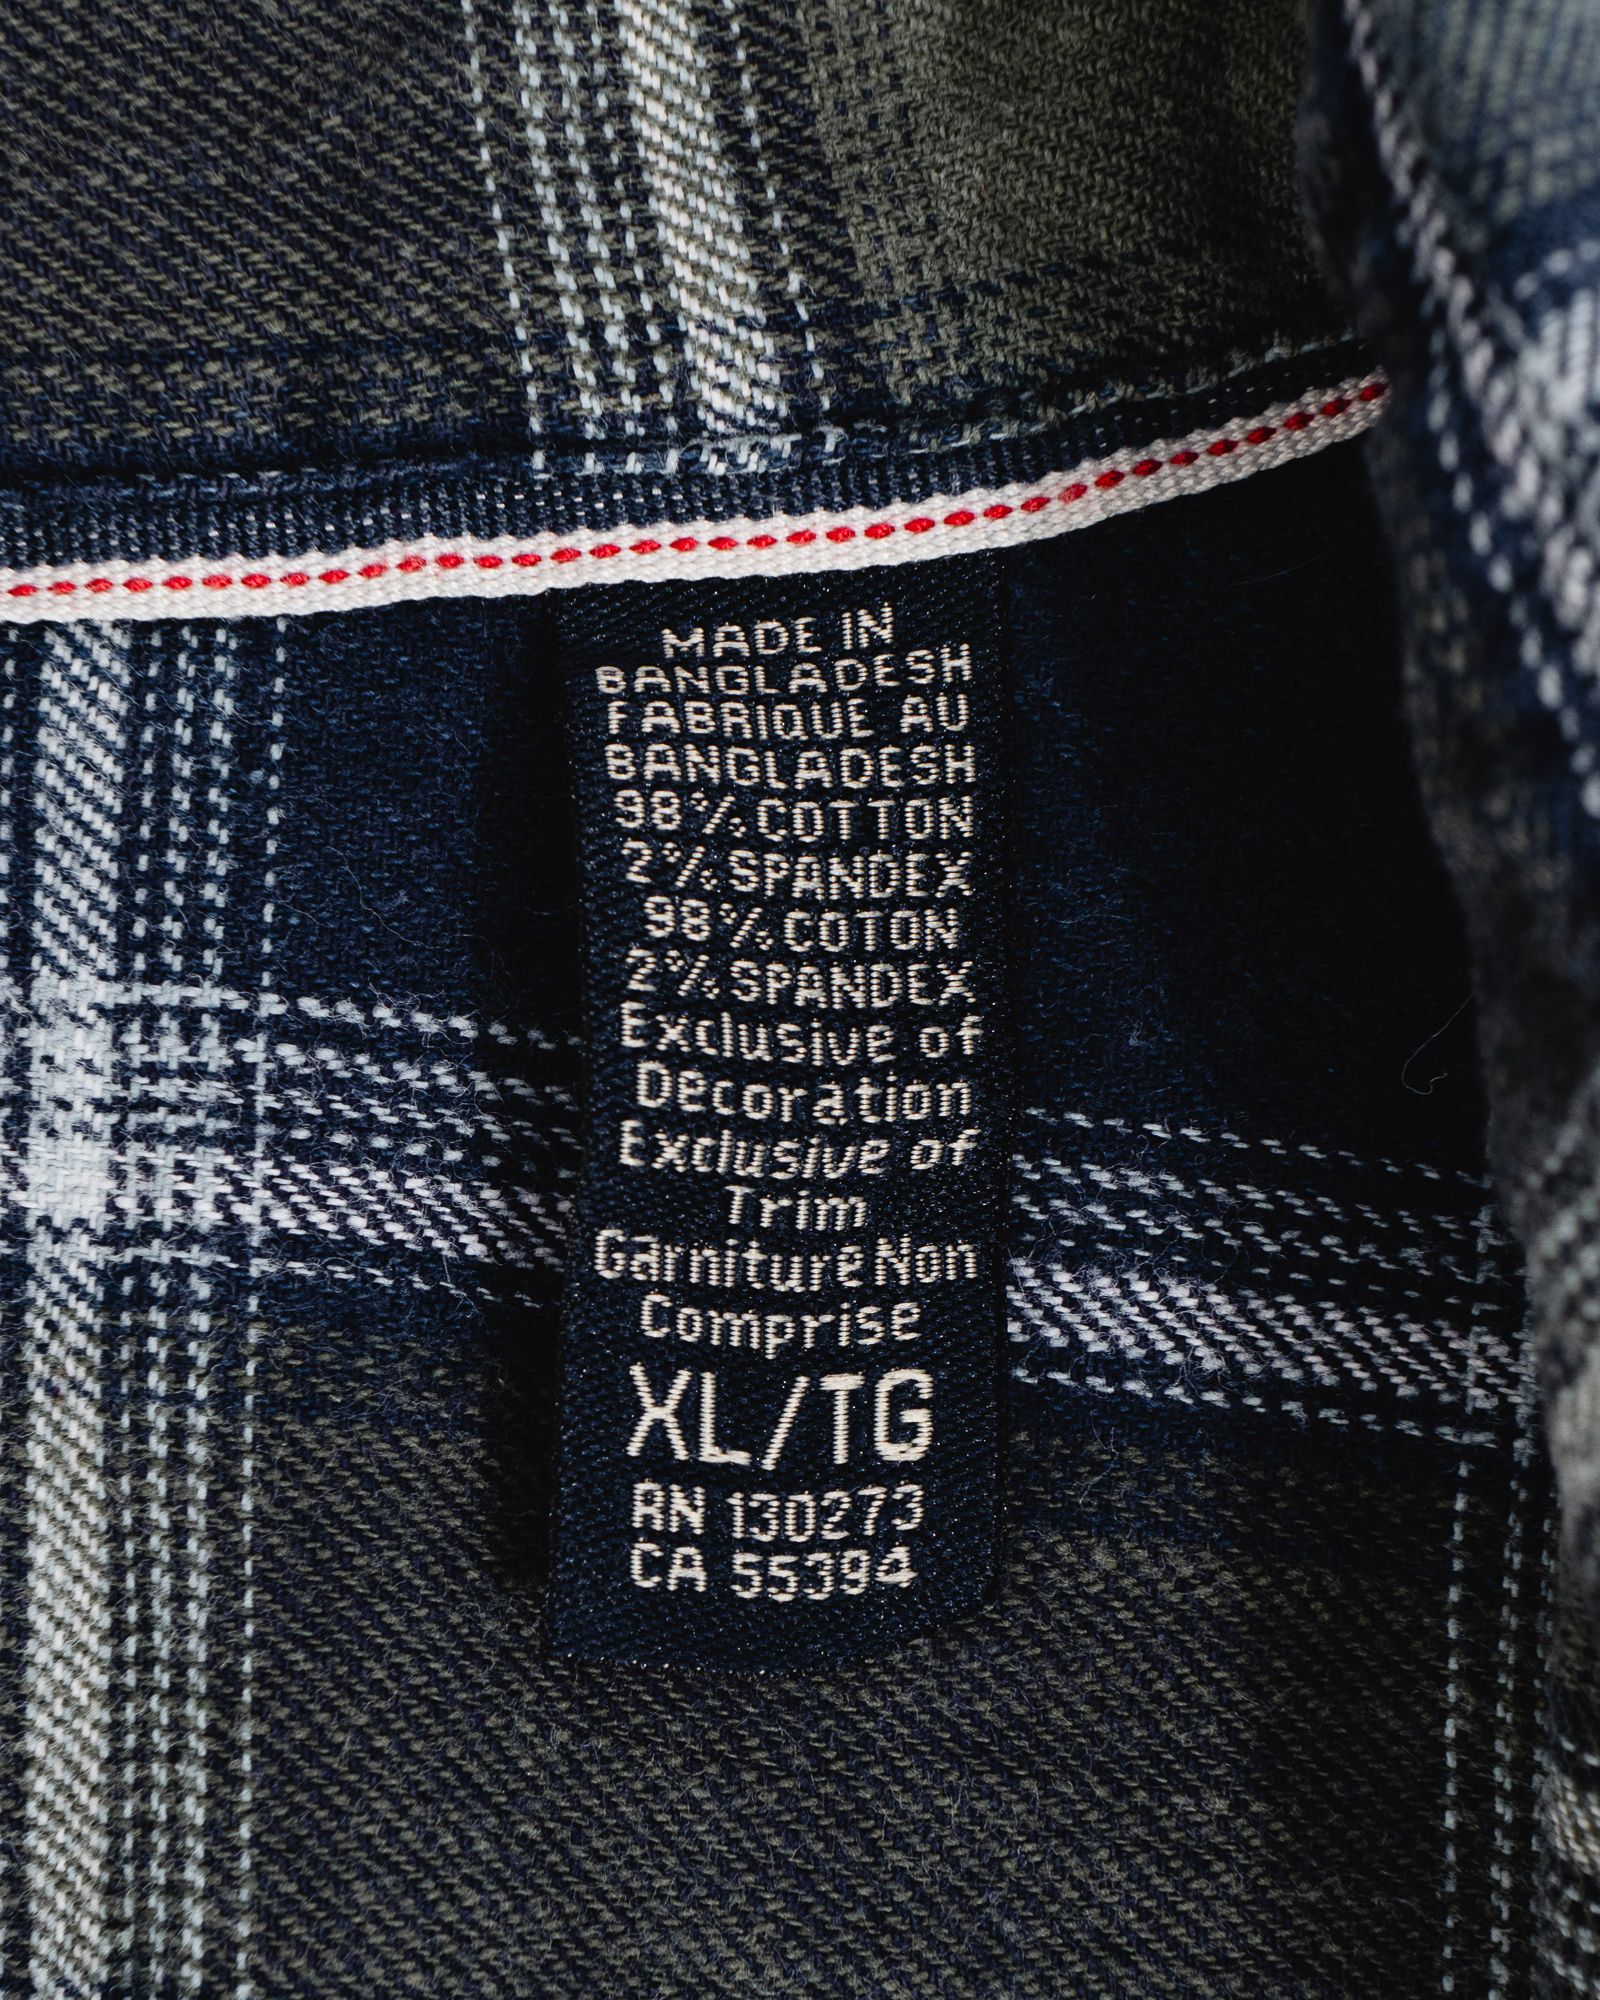 MADE IN
BANGLADESH
FABRIQUE AU
BANGLADESH
98% COTTON
2% SPANDEX
98% COTON
2% SPANDEX
Exclusive of
Decoration
Exclusive of
Trim
Garniture Non
Comprise
XL/TG
RN 130273
CA 55394